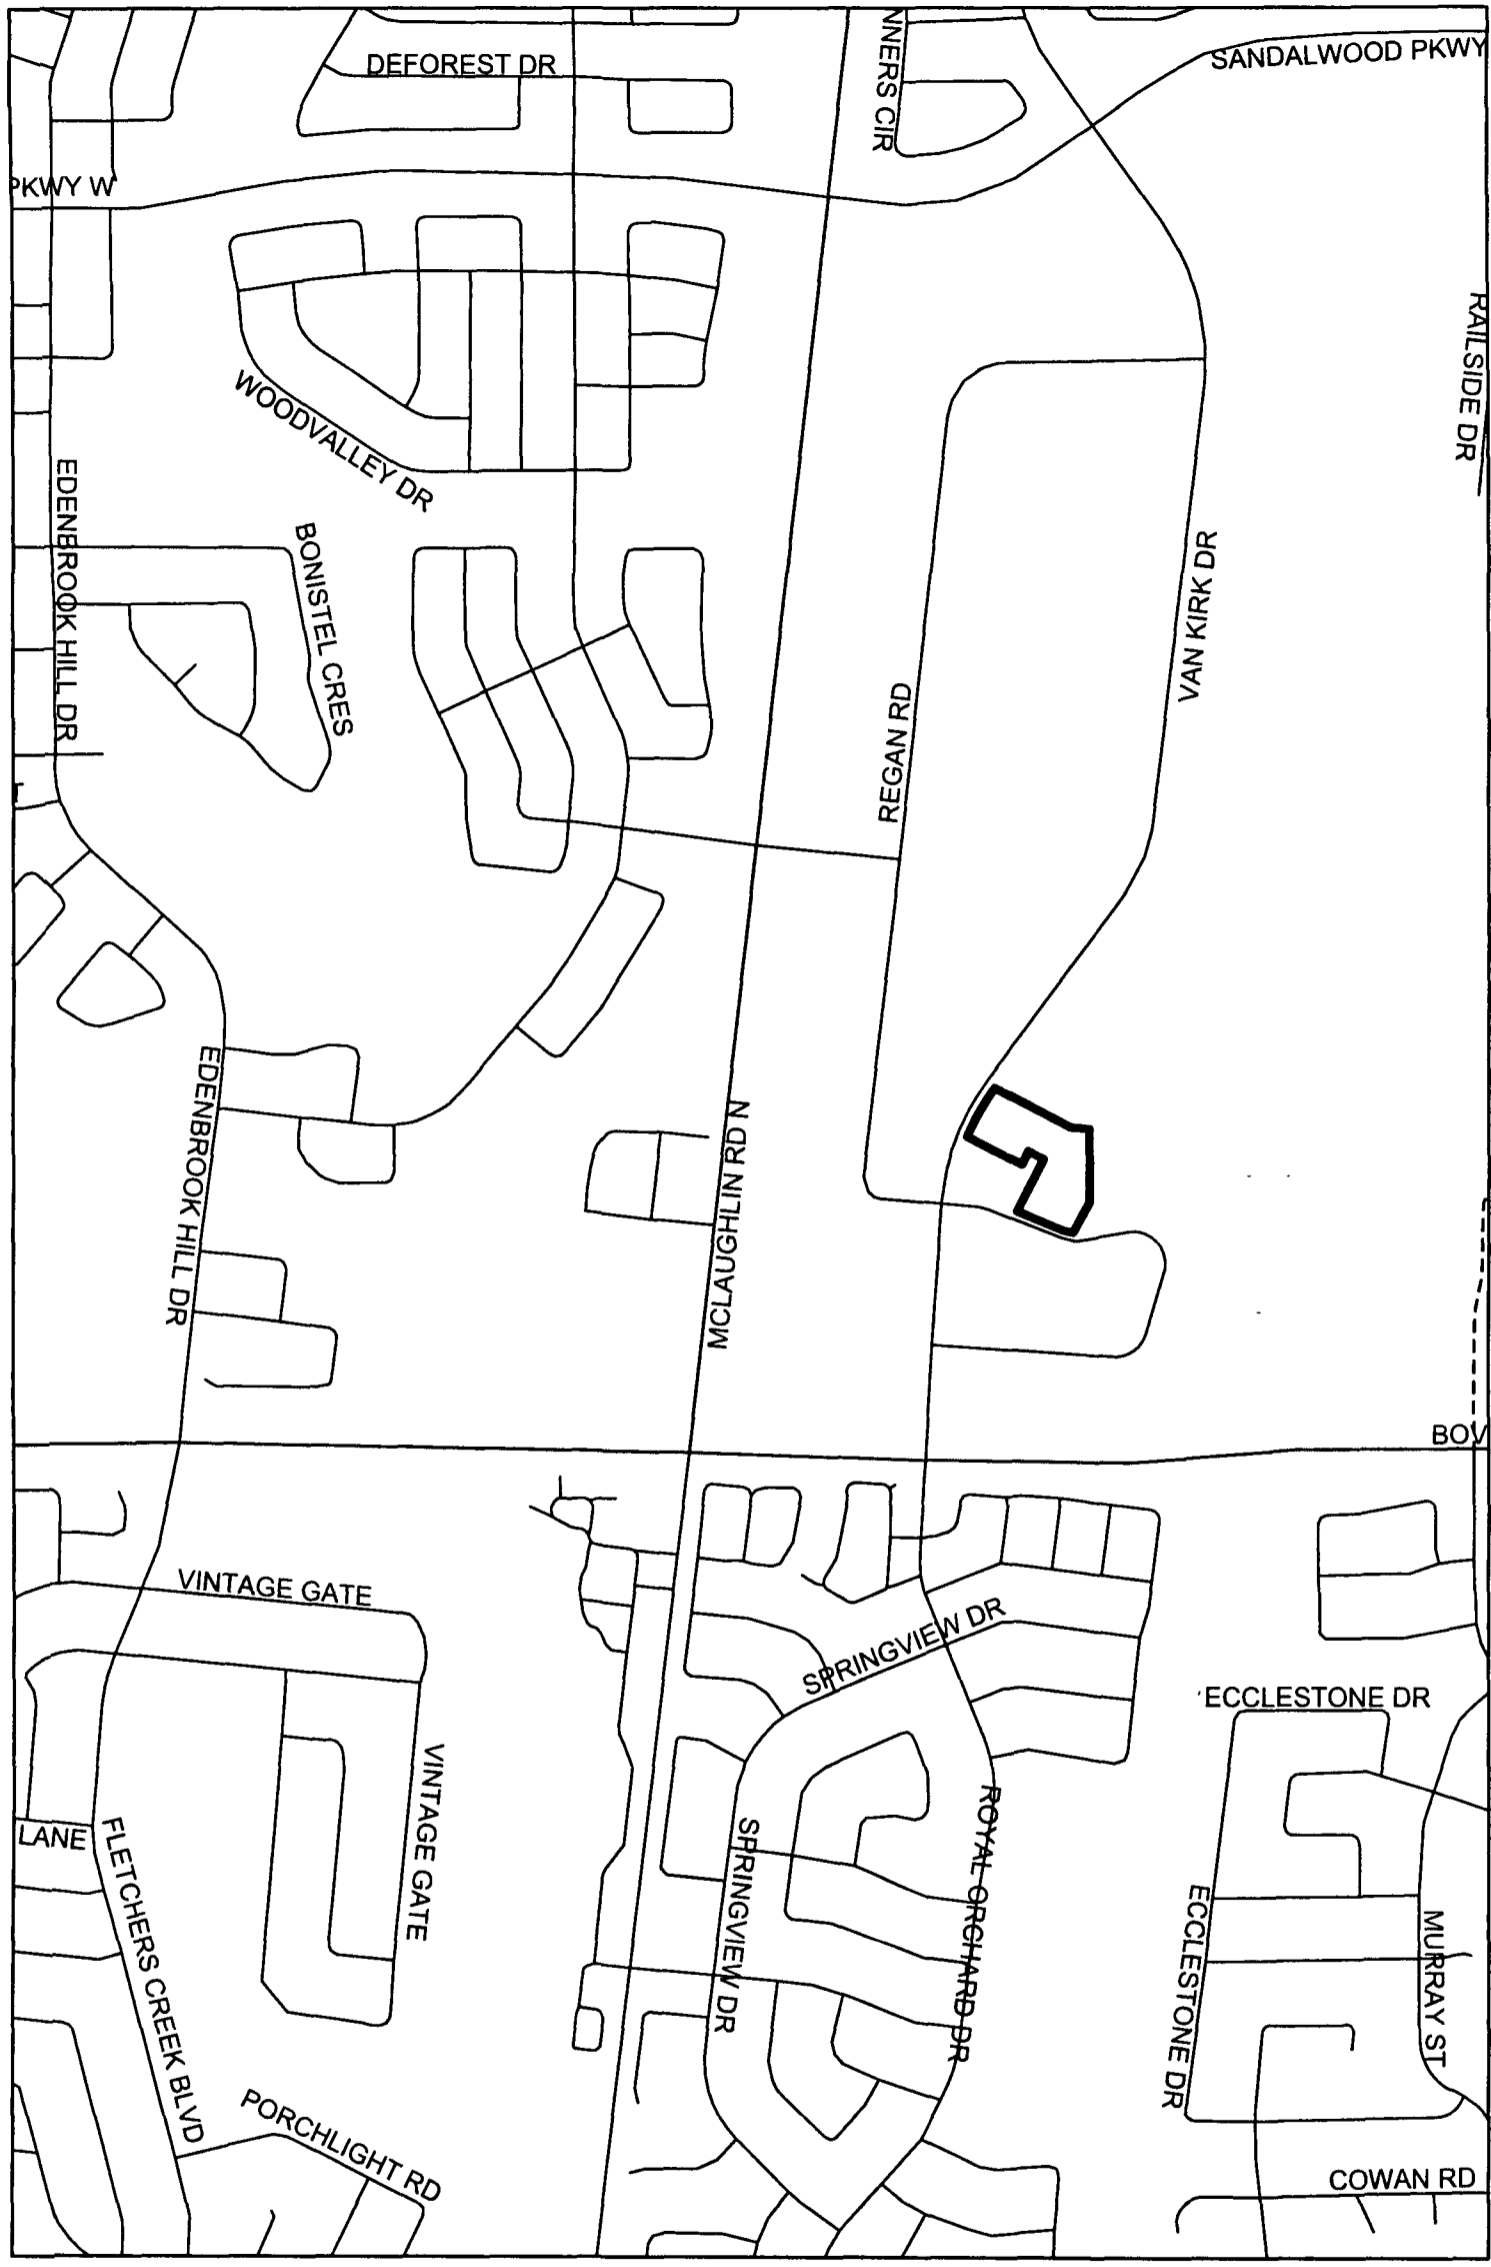 NNERS CIR
SANDALWOOD PKWY
DEFOREST DR
PKWY W
RAILSIDE DR
WOODVALLEY DR
EDENBROOK HILL DR
BONISTEL CRES
VAN KIRK DR
REGAN RD
T
EDENBROOK HILL DR
MCLAUGHLIN RD N
BOV
VINTAGE GATE
SPRINGVIEW DR
ECCLESTONE DR
VINTAGE GATE
ROYAL ORCHARD DR
LANE
FLETCHERS CREEK BLVD
SPRINGVIEW DR
ECCLESTONE DR
MURRAY ST
PORCHLIGHT RD
COWAN RD